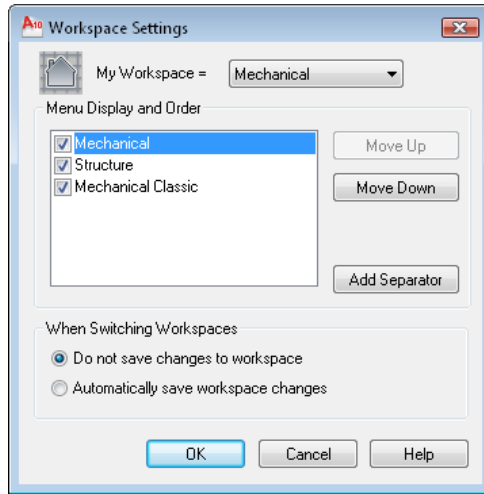 A10 Workspace Settings
My Workspace = Mechanical
Menu Display and Order
Mechanical
Structure
Mechanical Classic
Move Up
Move Down
Add Separator
When Switching Workspaces
Do not save changes to workspace
Automatically save workspace changes
OK Cancel Help